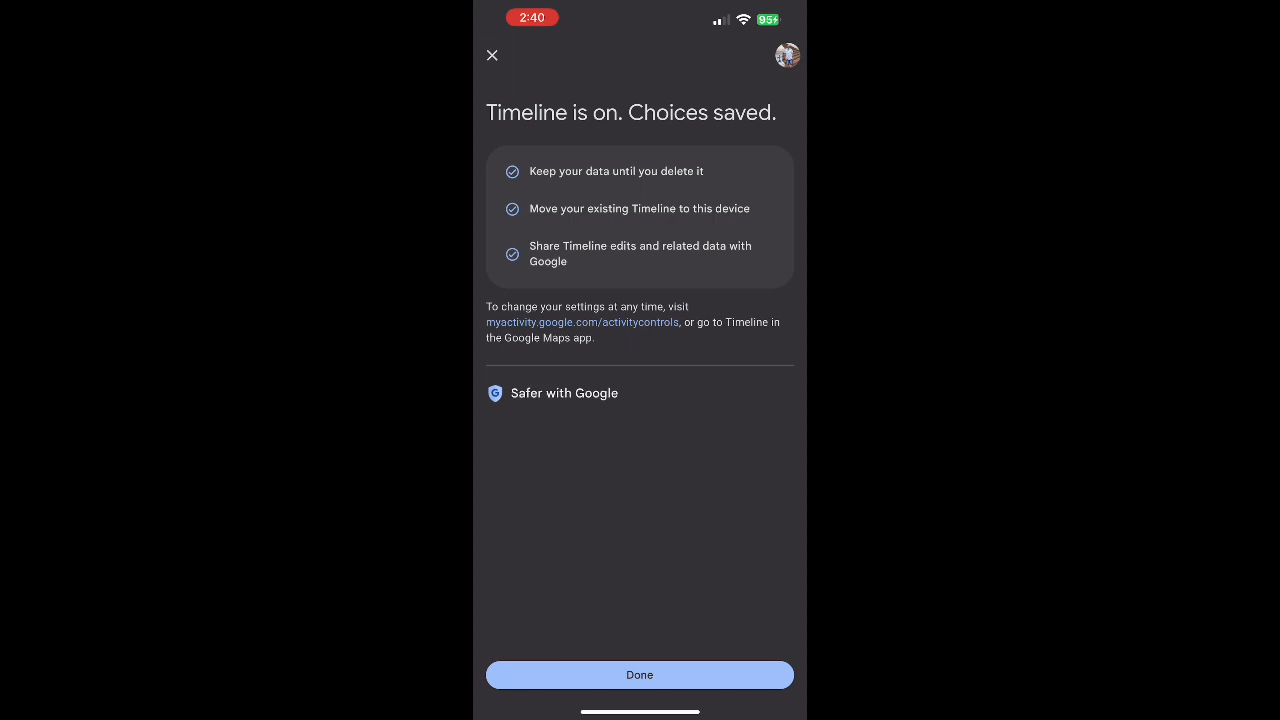 2:40
95
Timeline is on. Choices saved.
Keep your data until you delete it
Move your existing Timeline to this device
Share Timeline edits and related data with
Google
To change your settings at any time, visit
myactivity.google.com/activitycontrols, or go to Timeline in
the Google Maps app.
G
Safer with Google
Done